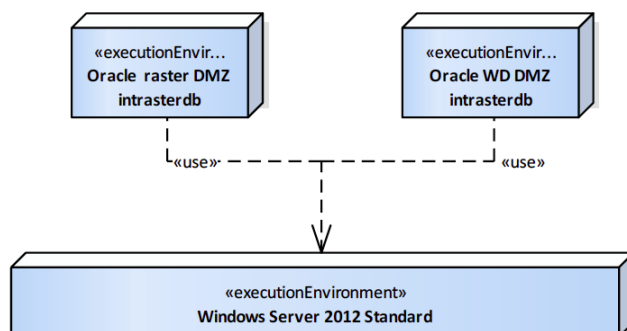 «executionEnvir... «executionEnvir...
Oracle raster DMZ Oracle WD DMZ
intrasterdb intrasterdb
«use» «use»
«executionEnvironment»
Windows Server 2012 Standard